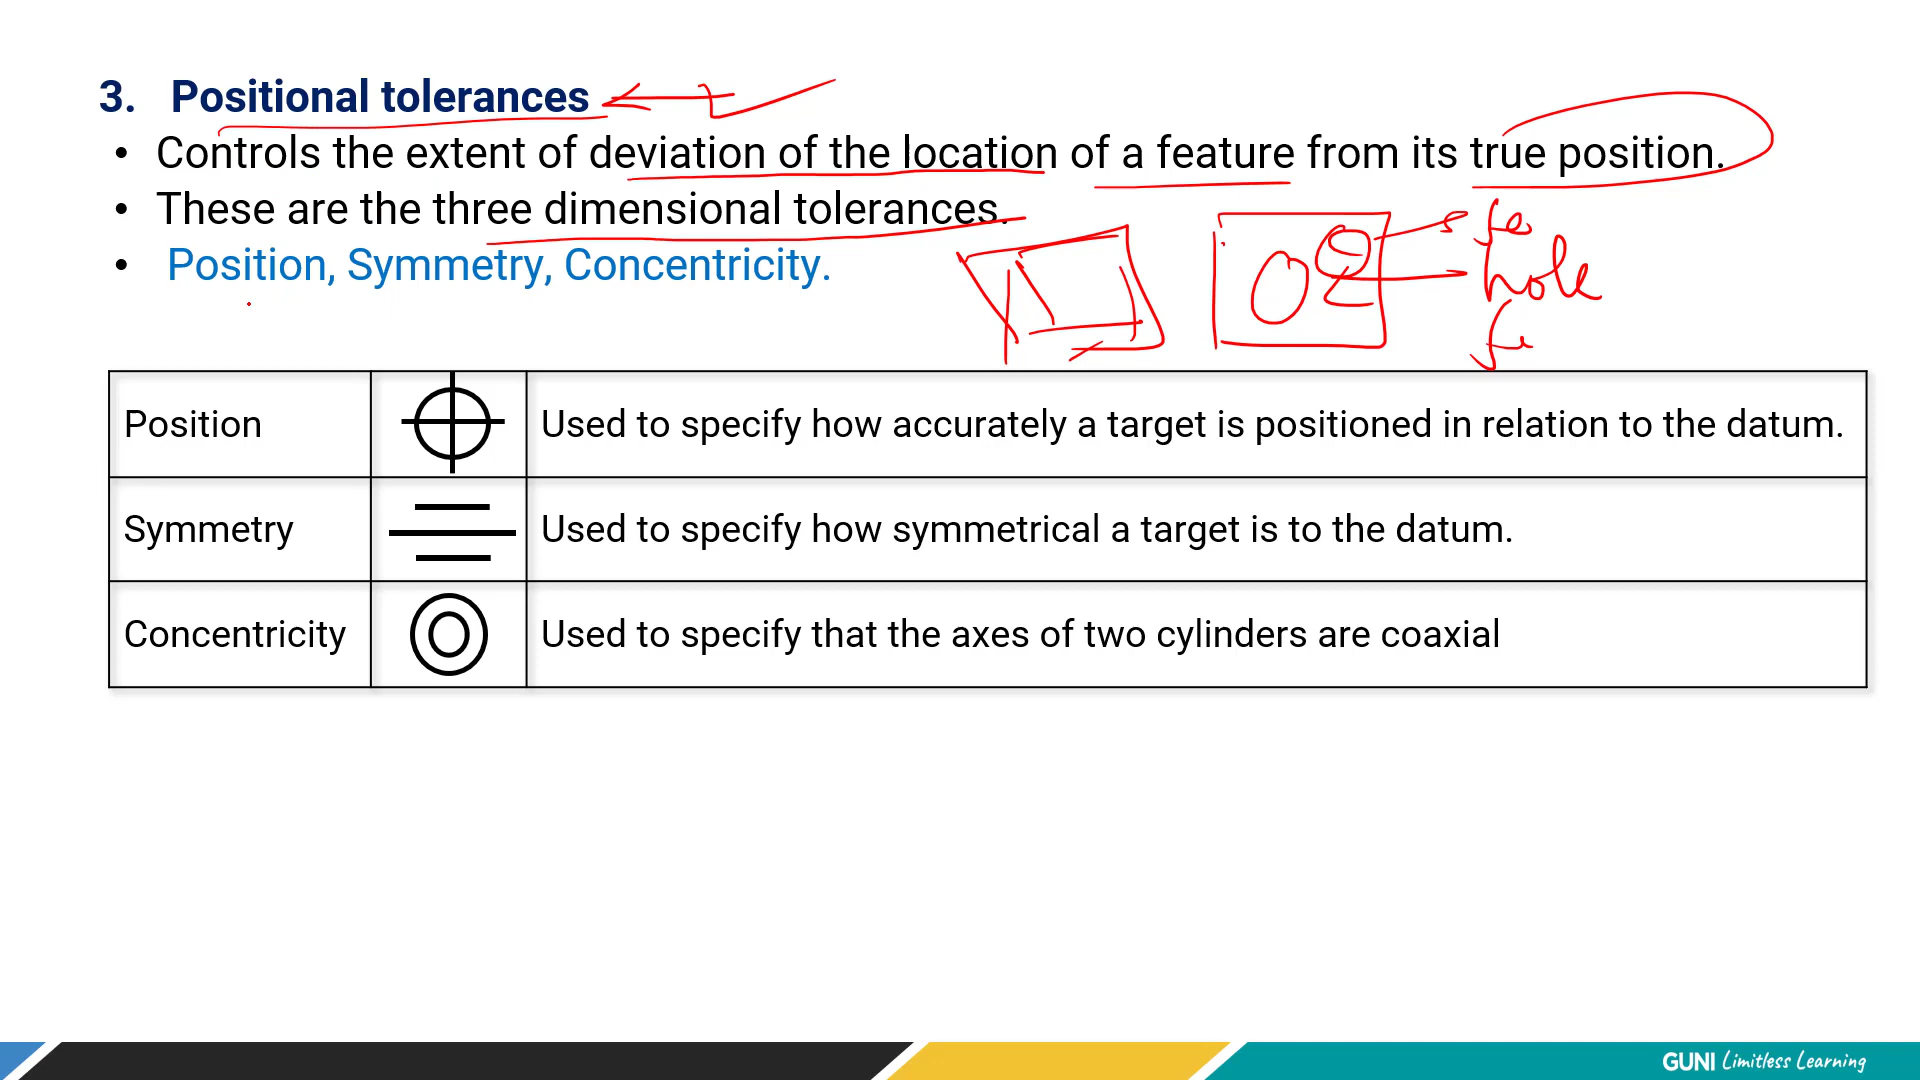 3. Positional tolerances
• Controls the extent of deviation of the location of a feature from its true position.
• These are the three dimensional tolerances.
• Position, Symmetry, Concentricity.
hole
Position Used to specify how accurately a target is positioned in relation to the datum.
Symmetry Used to specify how symmetrical a target is to the datum.
Concentricity Used to specify that the axes of two cylinders are coaxial
GUNI Limitless Learning